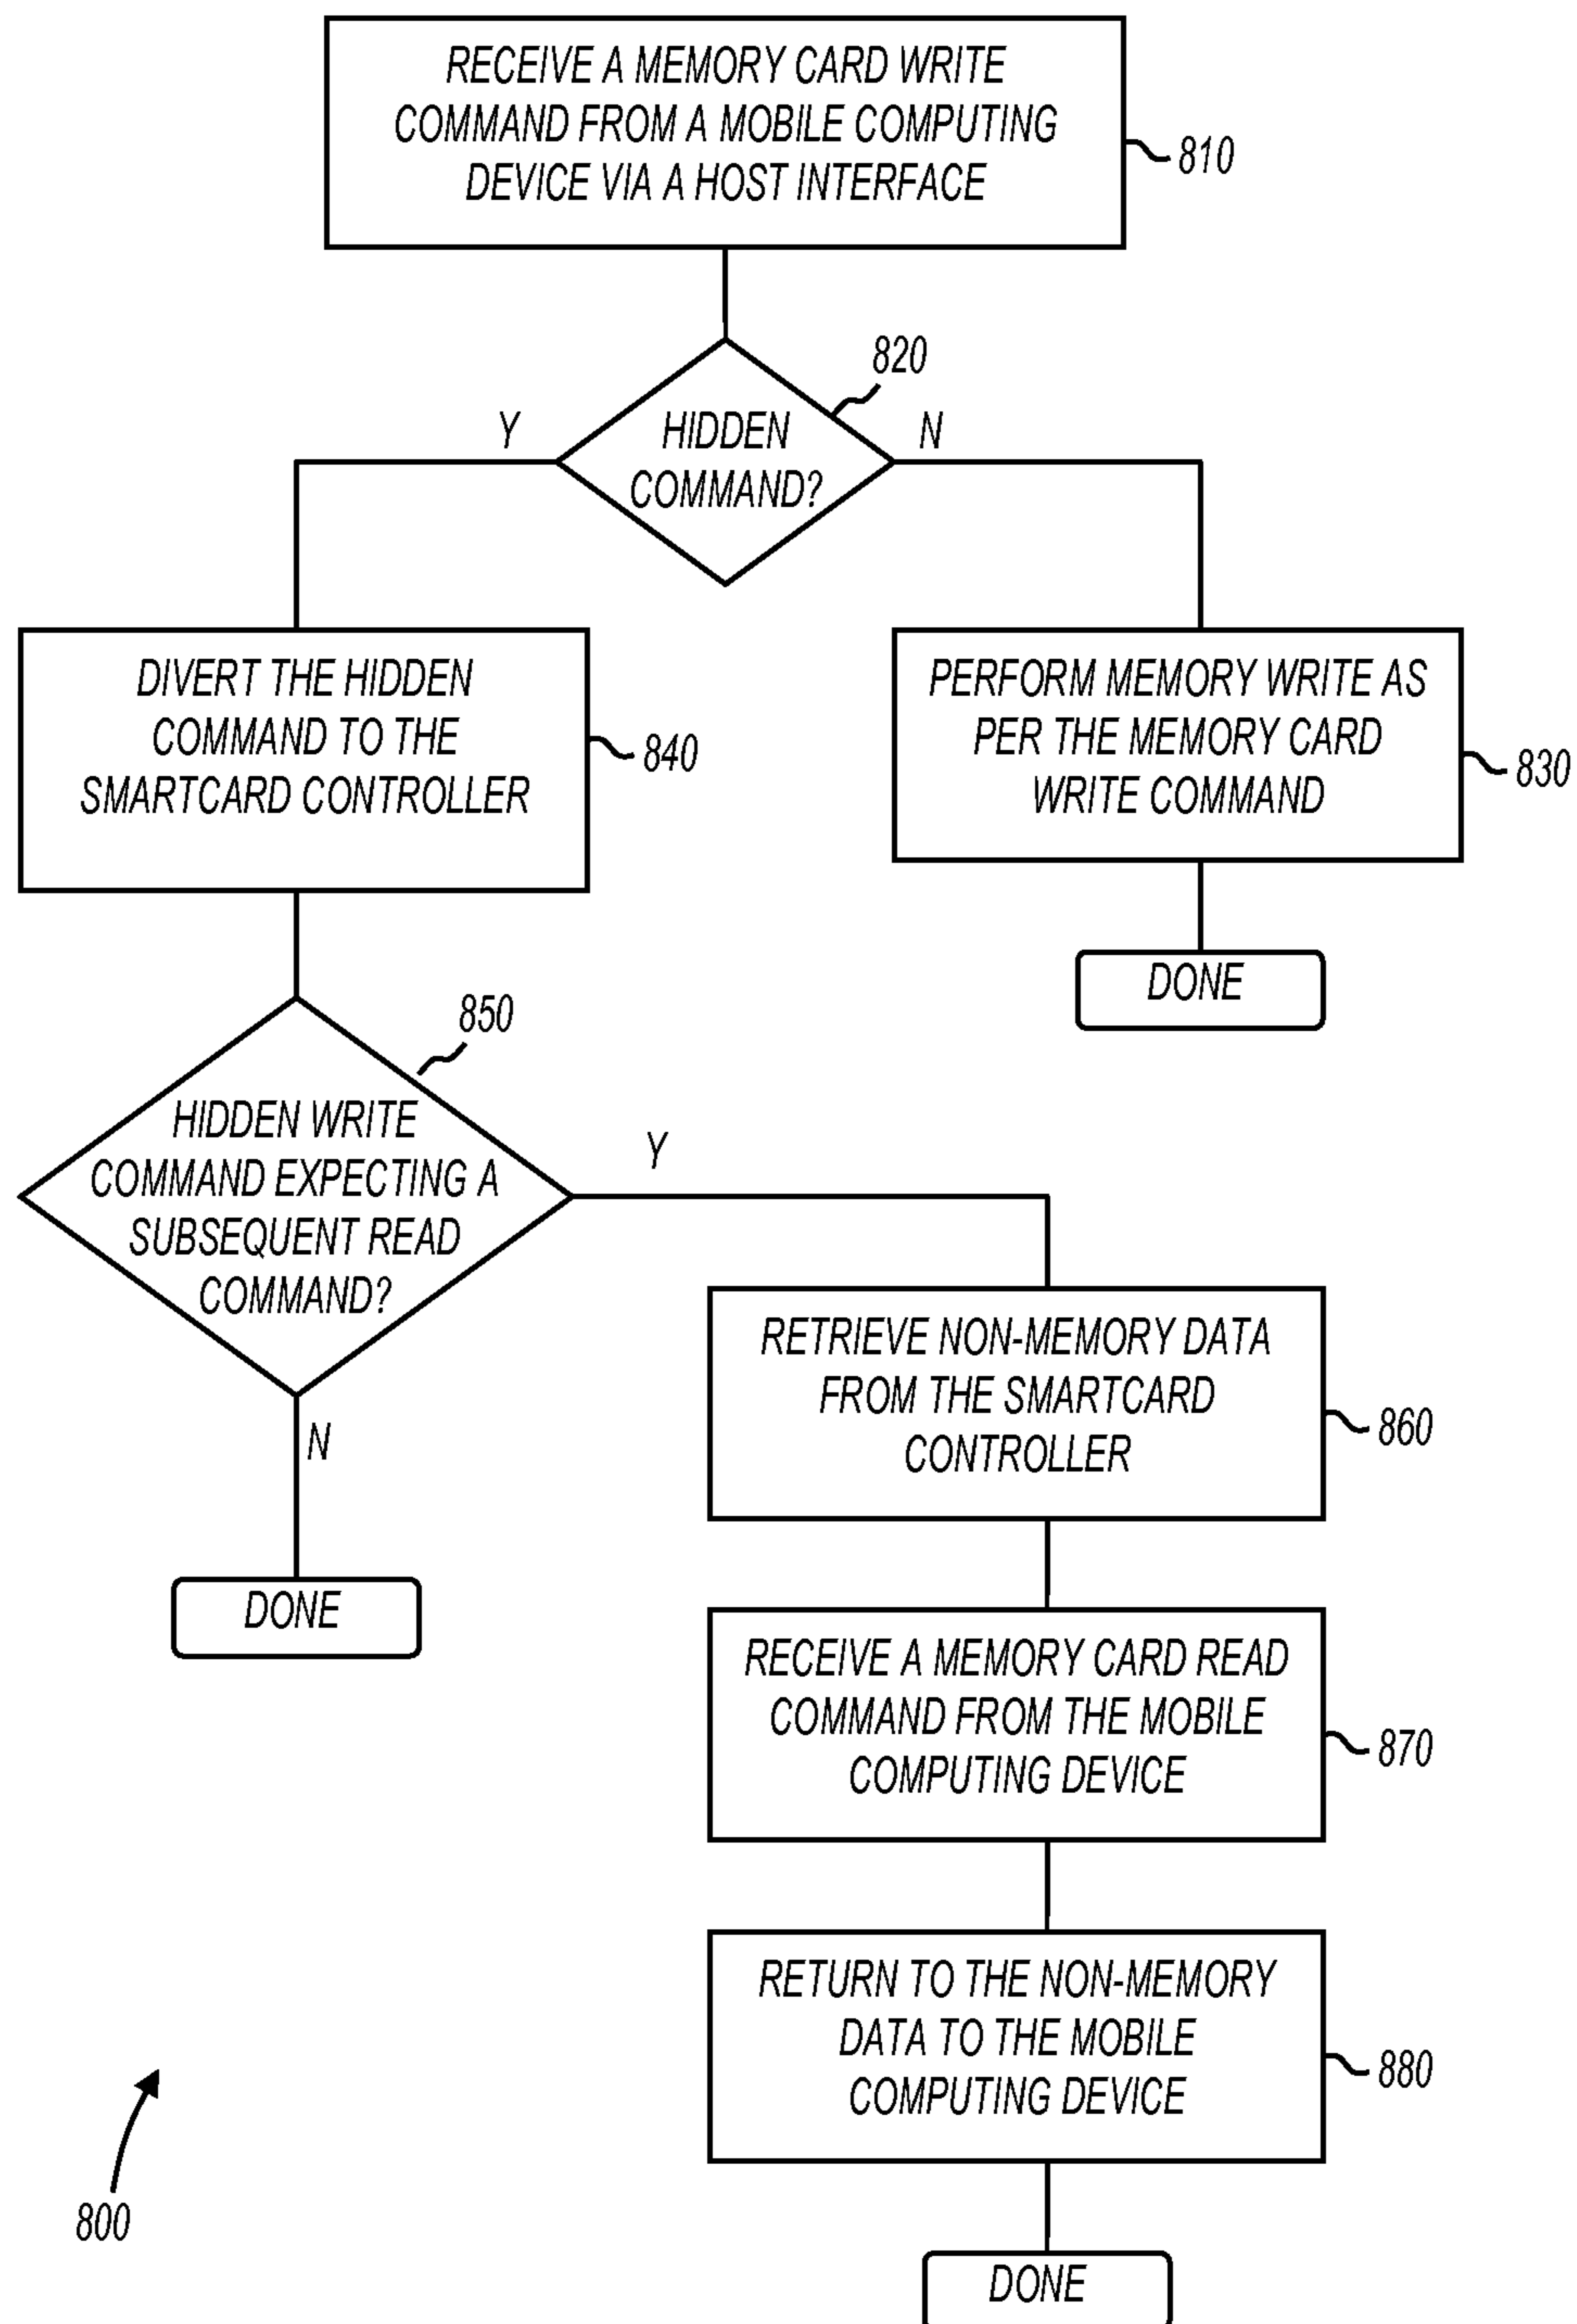 RECEIVE A MEMORY CARD WRITE
COMMAND FROM A MOBILE COMPUTING
DEVICE VIA A HOST INTERFACE
810
820
HIDDEN
COMMAND?
Y
N
DIVERT THE HIDDEN
COMMAND TO THE
SMARTCARD CONTROLLER
840
PERFORM MEMORY WRITE AS
PER THE MEMORY CARD
WRITE COMMAND
830
DONE
850
HIDDEN WRITE
COMMAND EXPECTING A
SUBSEQUENT READ
COMMAND?
Y
N
DONE
RETRIEVE NON-MEMORY DATA
FROM THE SMARTCARD
CONTROLLER
860
RECEIVE A MEMORY CARD READ
COMMAND FROM THE MOBILE
COMPUTING DEVICE
870
RETURN TO THE NON-MEMORY
DATA TO THE MOBILE
COMPUTING DEVICE
880
DONE
800